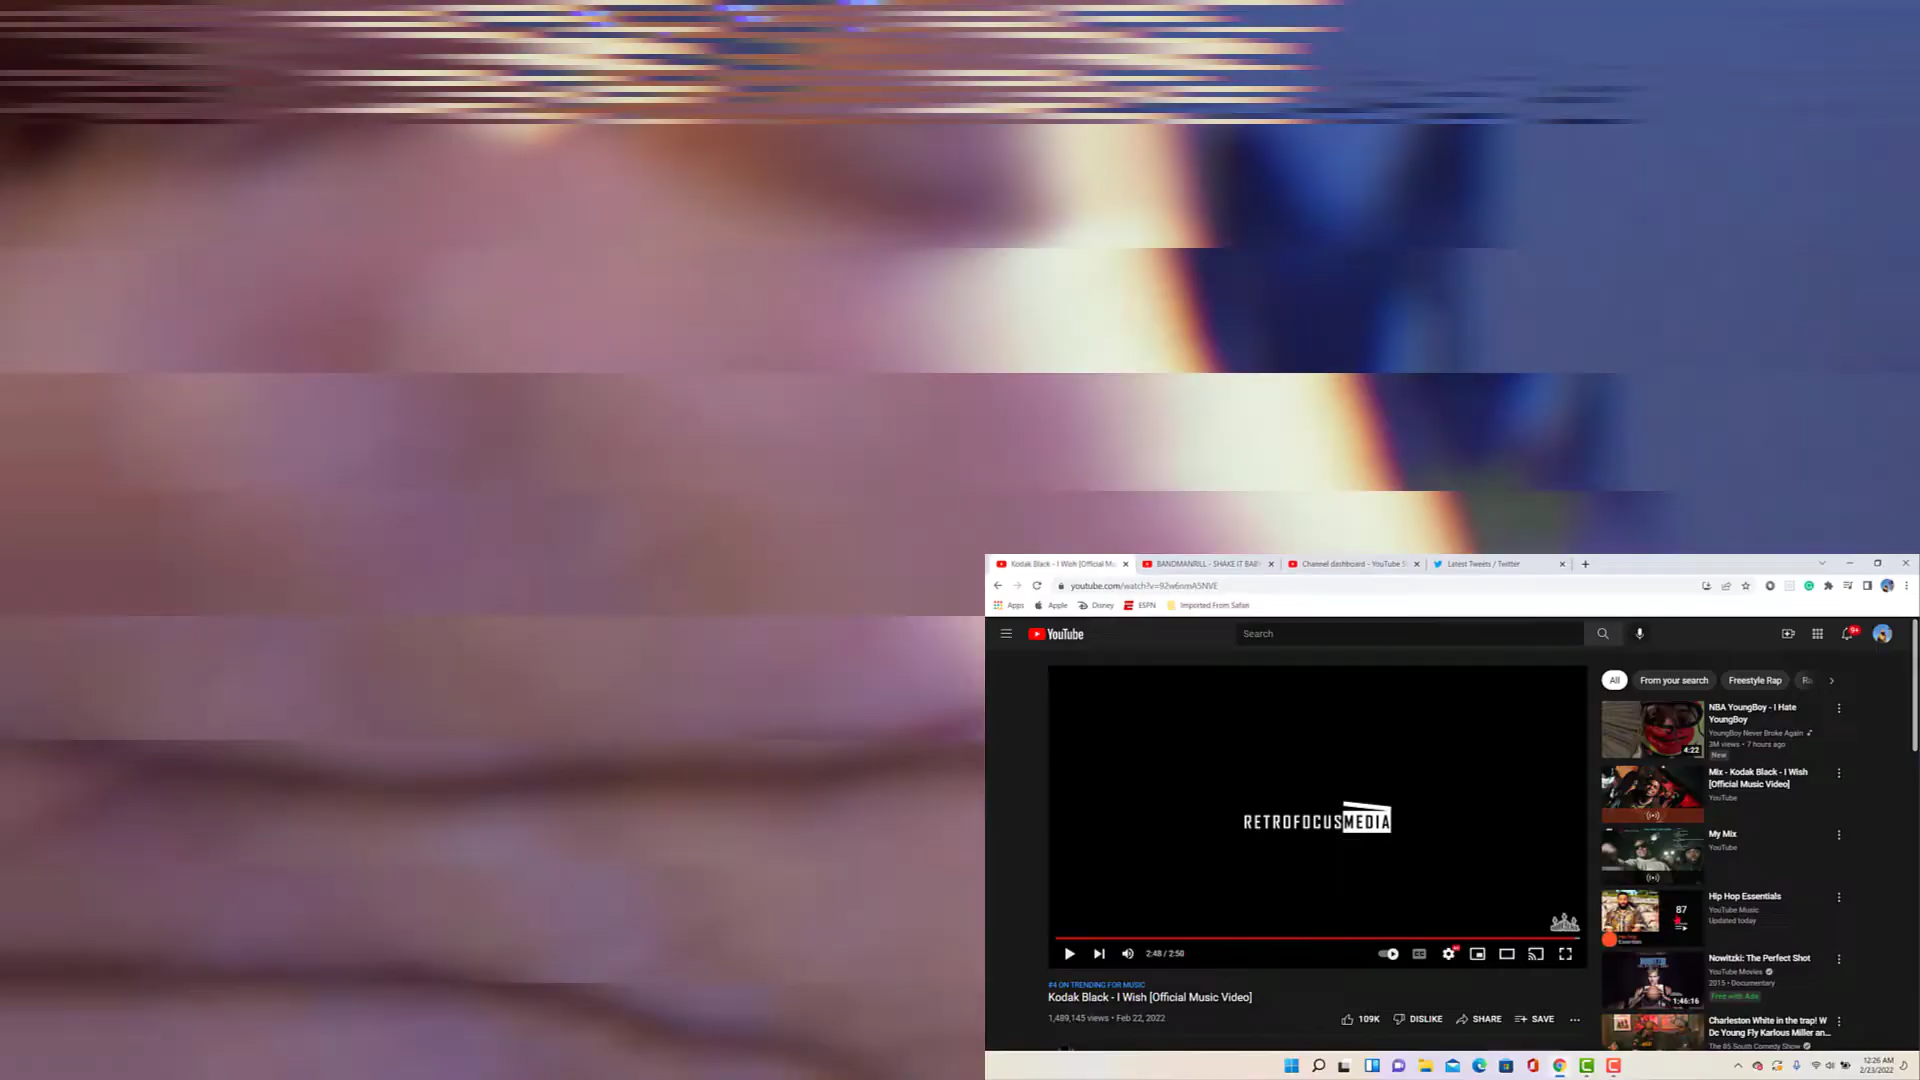 Kodak Black - I Wish [Official Mu
BANDMANRILL - SHAKE IT BAB
Channel dashboard - YouTube S
Latest Tweets / Twitter
youtube.com/watch?v=92w6nmA5NVE
Apps
Apple
Disney
ESPN
Imported From Safari
YouTube
Search
9+
All
From your search
Freestyle Rap
RETROFOCUSMEDIA
2:48 / 2:50
#4 ON TRENDING FOR MUSIC
Kodak Black - I Wish [Official Music Video]
1,489,145 views • Feb 22, 2022
109K
DISLIKE
SHARE
SAVE
4:22
NBA YoungBoy - I Hate
YoungBoy
YoungBoy Never Broke Again
3M views • 7 hours ago
New
Mix - Kodak Black - I Wish
[Official Music Video]
YouTube
My Mix
YouTube
87
Hip Hop Essentials
YouTube Music
Updated today
1:46:16
Nowitzki: The Perfect Shot
YouTube Movies
2015 • Documentary
Free with Ads
Charleston White in the trap! W
Dc Young Fly Karlous Miller an...
The 85 South Comedy Show
12:26 AM
2/23/2022